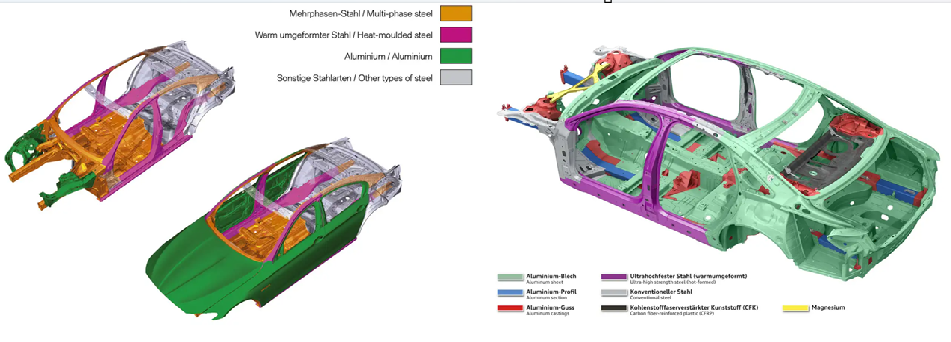 Mehrphasen-Stahl / Multi-phase steel
Warm umgeformter Stahl / Heat-moulded steel
Aluminium / Aluminium
Sonstige Stahlarten / Other types of steel
Aluminium-Blech
Aluminium sheet
Aluminium-Profil
Aluminium section
Aluminium-Guss
Aluminium castings
Ultrahochfester Stahl (warmumgeformt)
Ultra-high strength steel (hot-formed)
Konventioneller Stahl
Conventional steel
Kohlenstofffaserverstärkter Kunststoff (CFK)
Carbon fiber-reinforced plastic (CFRP)
Magnesium